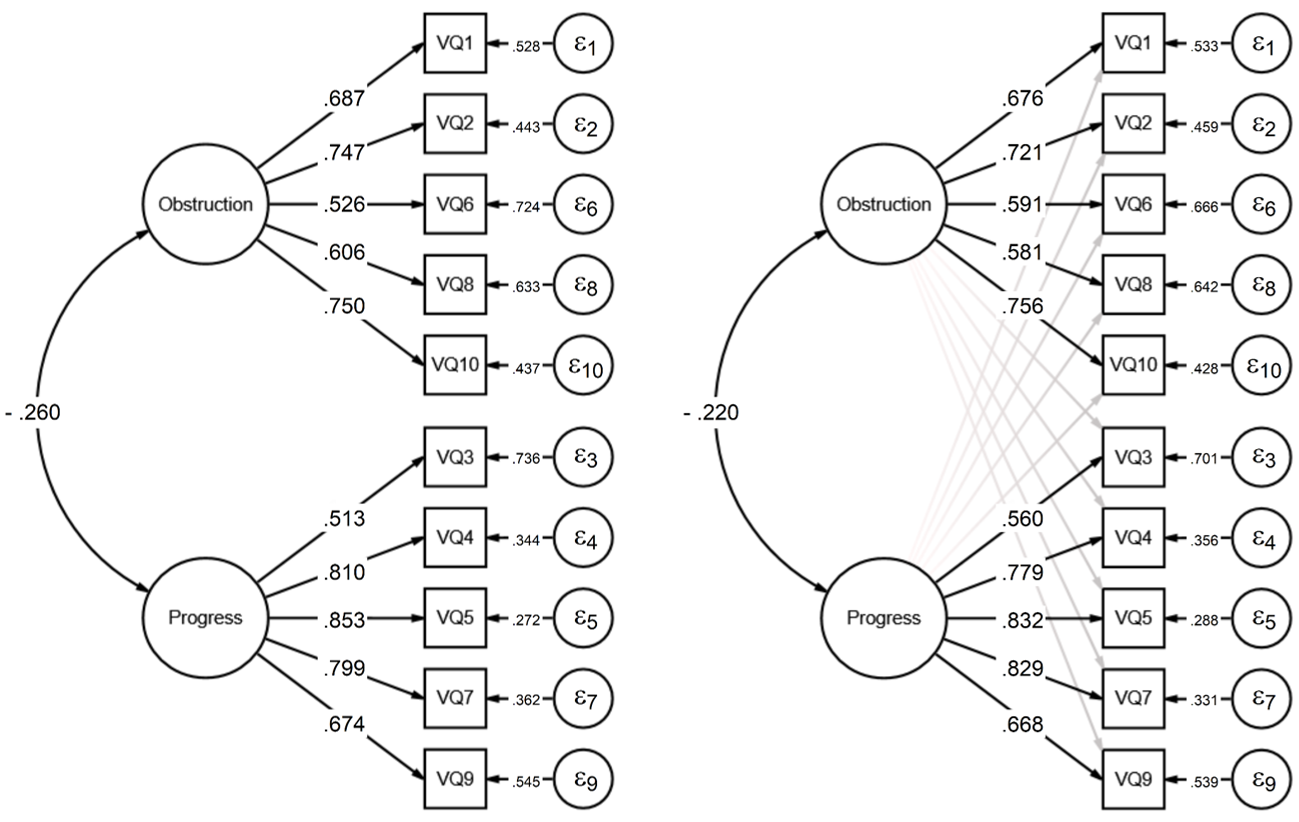 VQ1 .528 ε1
.687
VQ2 .443 ε2
.747
Obstruction .526 VQ6 .724 ε6
.606
VQ8 .633 ε8
.750
VQ10 .437 ε10
- .260
VQ3 .736 ε3
.513
VQ4 .344 ε4
.810
Progress .853 VQ5 .272 ε5
.799
VQ7 .362 ε7
.674
VQ9 .545 ε9
VQ1 .533 ε1
.676
VQ2 .459 ε2
.721
Obstruction .591 VQ6 .666 ε6
.581
VQ8 .642 ε8
.756
VQ10 .428 ε10
- .220
VQ3 .701 ε3
.560
VQ4 .356 ε4
.779
Progress .832 VQ5 .288 ε5
.829
VQ7 .331 ε7
.668
VQ9 .539 ε9